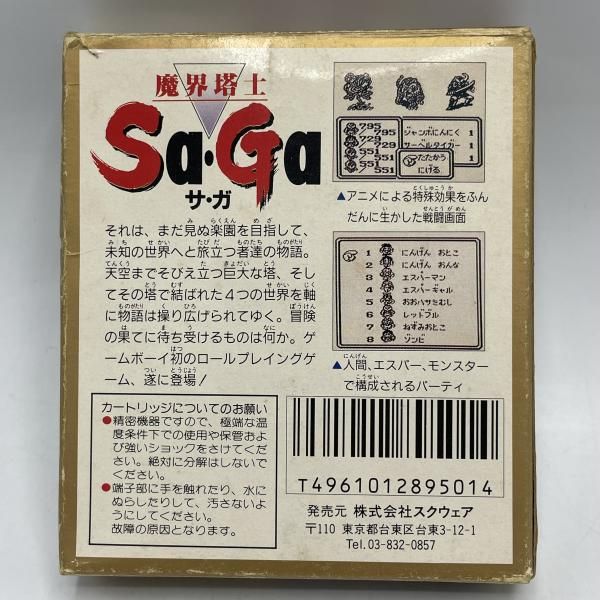 魔界塔士
Sa・Ga
サ・ガ
それは、まだ見ぬ楽園を目指して、
未知の世界へと旅立つ者達の物語。
天空までそびえ立つ巨大な塔、そし
てその塔で結ばれた4つの世界を軸
に物語は操り広げられてゆく。冒険
の果てに待ち受けるものは何か。ゲ
ームボーイ初のロールプレイングゲ
ーム、遂に登場!
カートリッジについてのお願い
●精密機器ですので、極端な温
度条件下での使用や保管およ
び強いショックをさけてくだ
さい。絶対に分解はしないで
ください。
●端子部に手を触れたり、水に
ぬらしたりして、汚さないよ
うにしてください。
故障の原因となります。
795
795
729
729
551
551
551
551
ジャンボにんにく 1
サーベルタイガー 1
1
たたかう
にげる
▲アニメによる特殊効果をふん
だんに生かした戦闘画面
1 にんげん おとこ
2 にんげん おんな
3 エスパーマン
4 エスパーギャル
5 おおハサミむし
6 レッドブル
7 ねずみおとこ
8 ゾンビ
▲人間、エスパー、モンスター
で構成されるパーティ
T4961012895014
発売元 株式会社スクウェア
〒110 東京都台東区台東3-12-1
Tel.03-832-0857